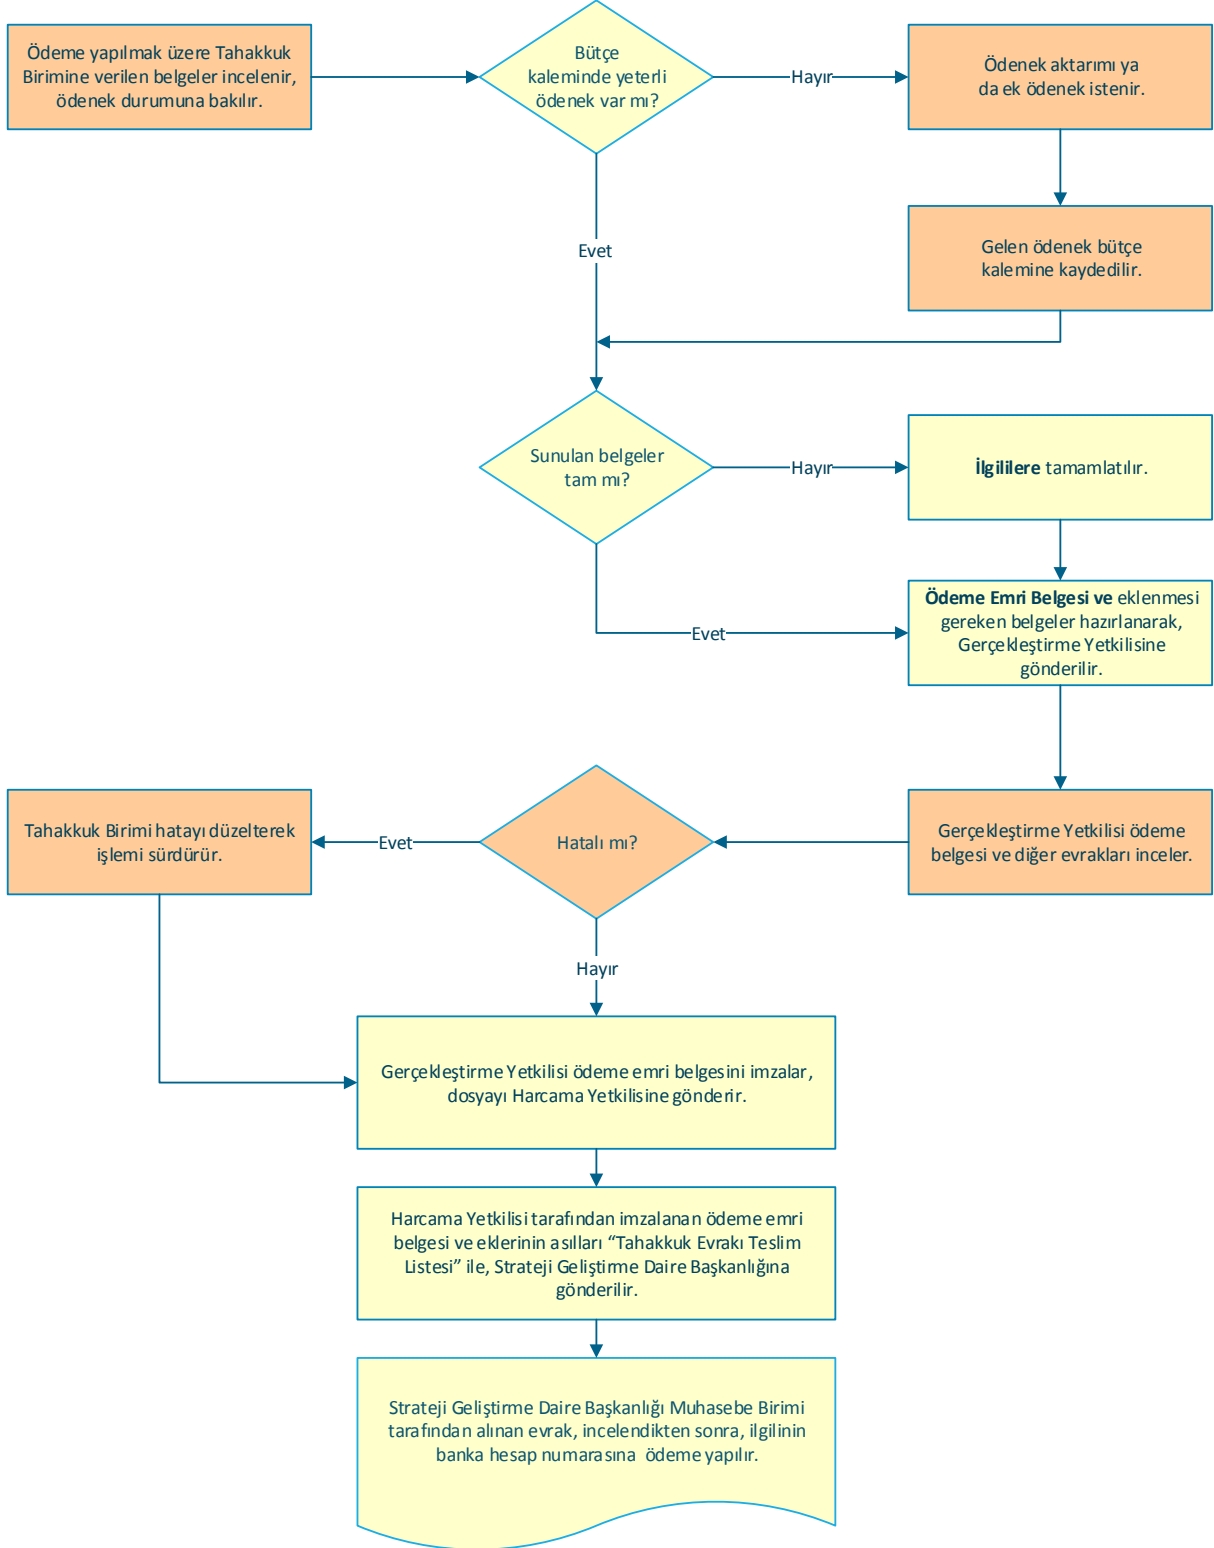 Ödeme yapılmak üzere Tahakkuk
Birimine verilen belgeler incelenir,
ödenek durumuna bakılır.
Bütçe
kaleminde yeterli
ödenek var mı?
Hayır
Ödenek aktarımı ya
da ek ödenek istenir.
Gelen ödenek bütçe
kalemine kaydedilir.
Evet
Sunulan belgeler
tam mı?
Hayır
İlgililere tamamlatılır.
Evet
Ödeme Emri Belgesi ve eklenmesi
gereken belgeler hazırlanarak,
Gerçekleştirme Yetkilisine
gönderilir.
Gerçekleştirme Yetkilisi ödeme
belgesi ve diğer evrakları inceler.
Hatalı mı?
Evet
Tahakkuk Birimi hatayı düzelterek
işlemi sürdürür.
Hayır
Gerçekleştirme Yetkilisi ödeme emri belgesini imzalar,
dosyayı Harcama Yetkilisine gönderir.
Harcama Yetkilisi tarafından imzalanan ödeme emri
belgesi ve eklerinin asılları “Tahakkuk Evrakı Teslim
Listesi” ile, Strateji Geliştirme Daire Başkanlığına
gönderilir.
Strateji Geliştirme Daire Başkanlığı Muhasebe Birimi
tarafından alınan evrak, incelendikten sonra, ilgilinin
banka hesap numarasına ödeme yapılır.